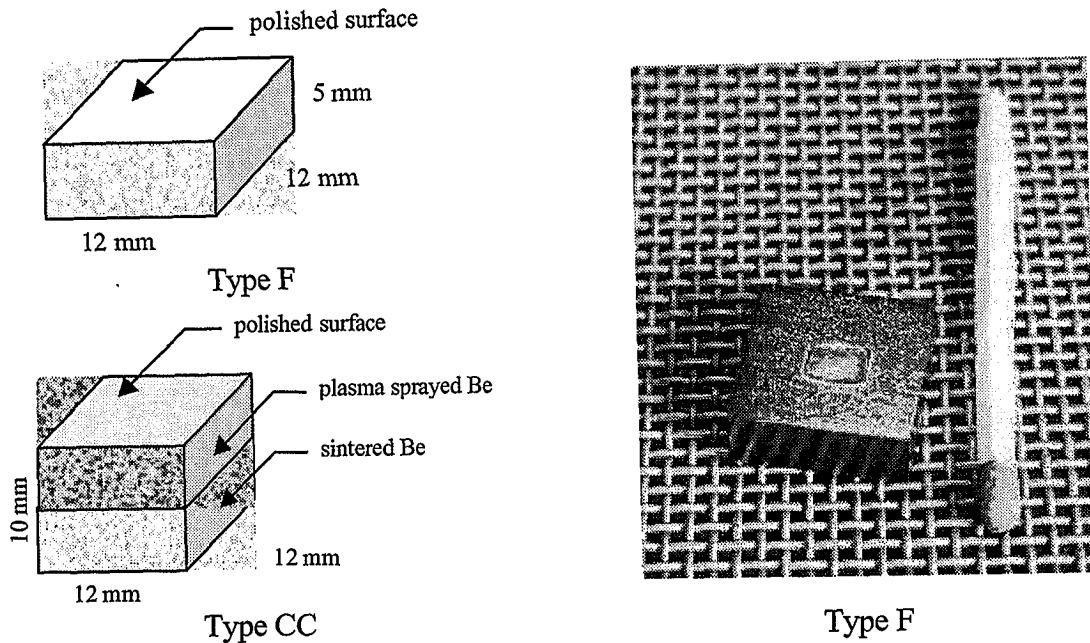 polished surface
5 mm
12 mm
12 mm
Type F
polished surface
plasma sprayed Be
sintered Be
10 mm
12 mm
12 mm
Type CC
Type F